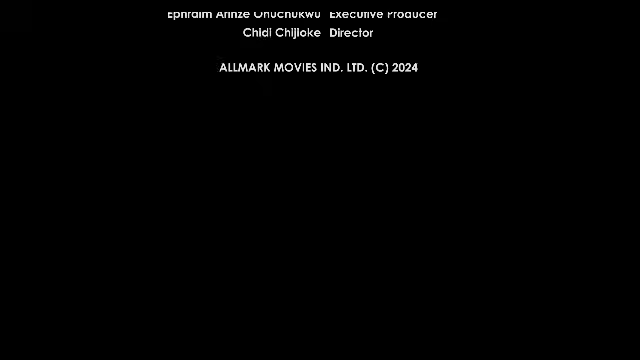 Ephraim Arinze Onuchukwu Executive Producer
Chidi Chijioke Director
ALLMARK MOVIES IND. LTD. (C) 2024